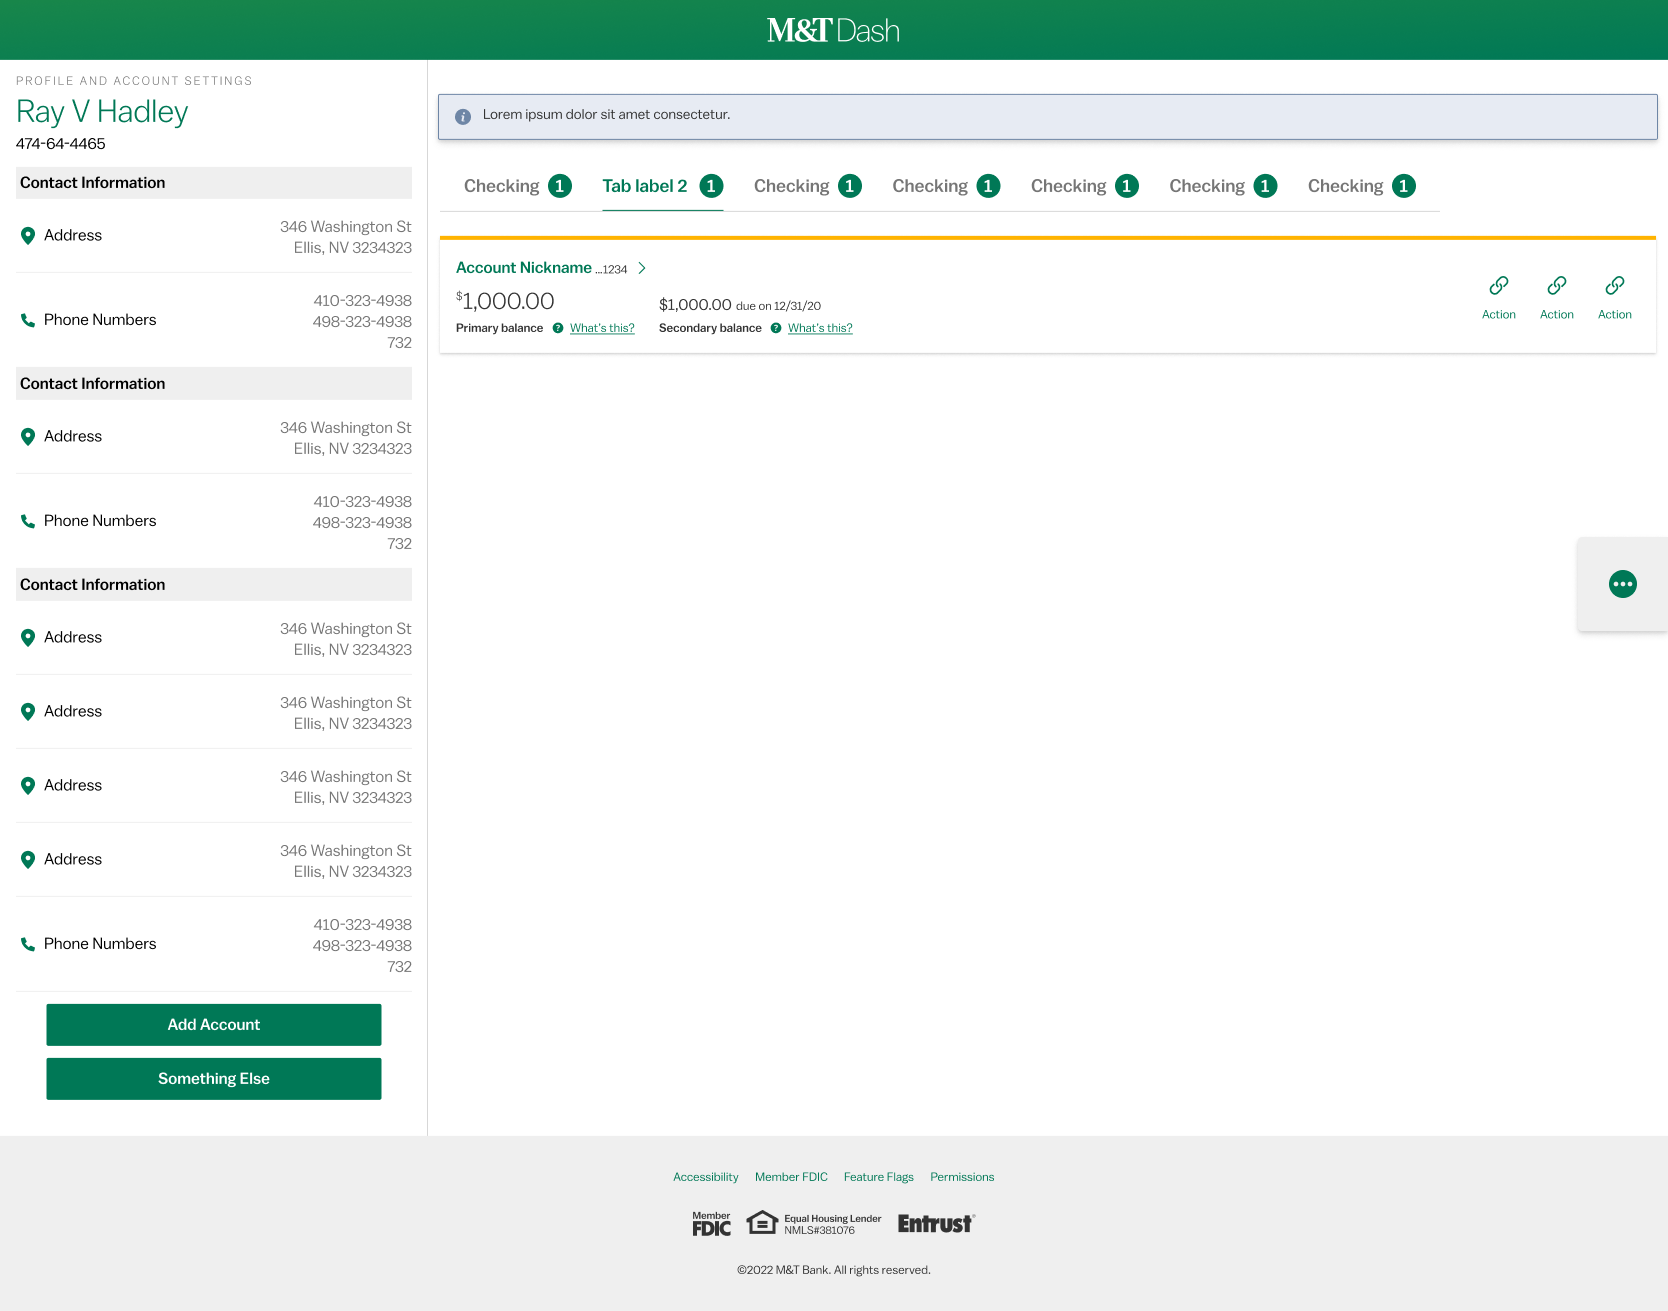 M&T Dash
PROFILE AND ACCOUNT SETTINGS
Ray V Hadley
474-64-4465
Contact Information
Address
346 Washington St
Ellis, NV 3234323
Phone Numbers
410-323-4938
498-323-4938
732
Contact Information
Address
346 Washington St
Ellis, NV 3234323
Phone Numbers
410-323-4938
498-323-4938
732
Contact Information
Address
346 Washington St
Ellis, NV 3234323
Address
346 Washington St
Ellis, NV 3234323
Address
346 Washington St
Ellis, NV 3234323
Address
346 Washington St
Ellis, NV 3234323
Phone Numbers
410-323-4938
498-323-4938
732
Add Account
Something Else
Lorem ipsum dolor sit amet consectetur.
Checking 1 Tab label 2 1 Checking 1 Checking 1 Checking 1 Checking 1 Checking 1
Account Nickname ...1234
$1,000.00
Primary balance ? What's this?
$1,000.00 due on 12/31/20
Secondary balance ? What's this?
Action Action Action
Accessibility Member FDIC Feature Flags Permissions
Member
FDIC
Equal Housing Lender
NMLS#381076
Entrust®
©2022 M&T Bank. All rights reserved.